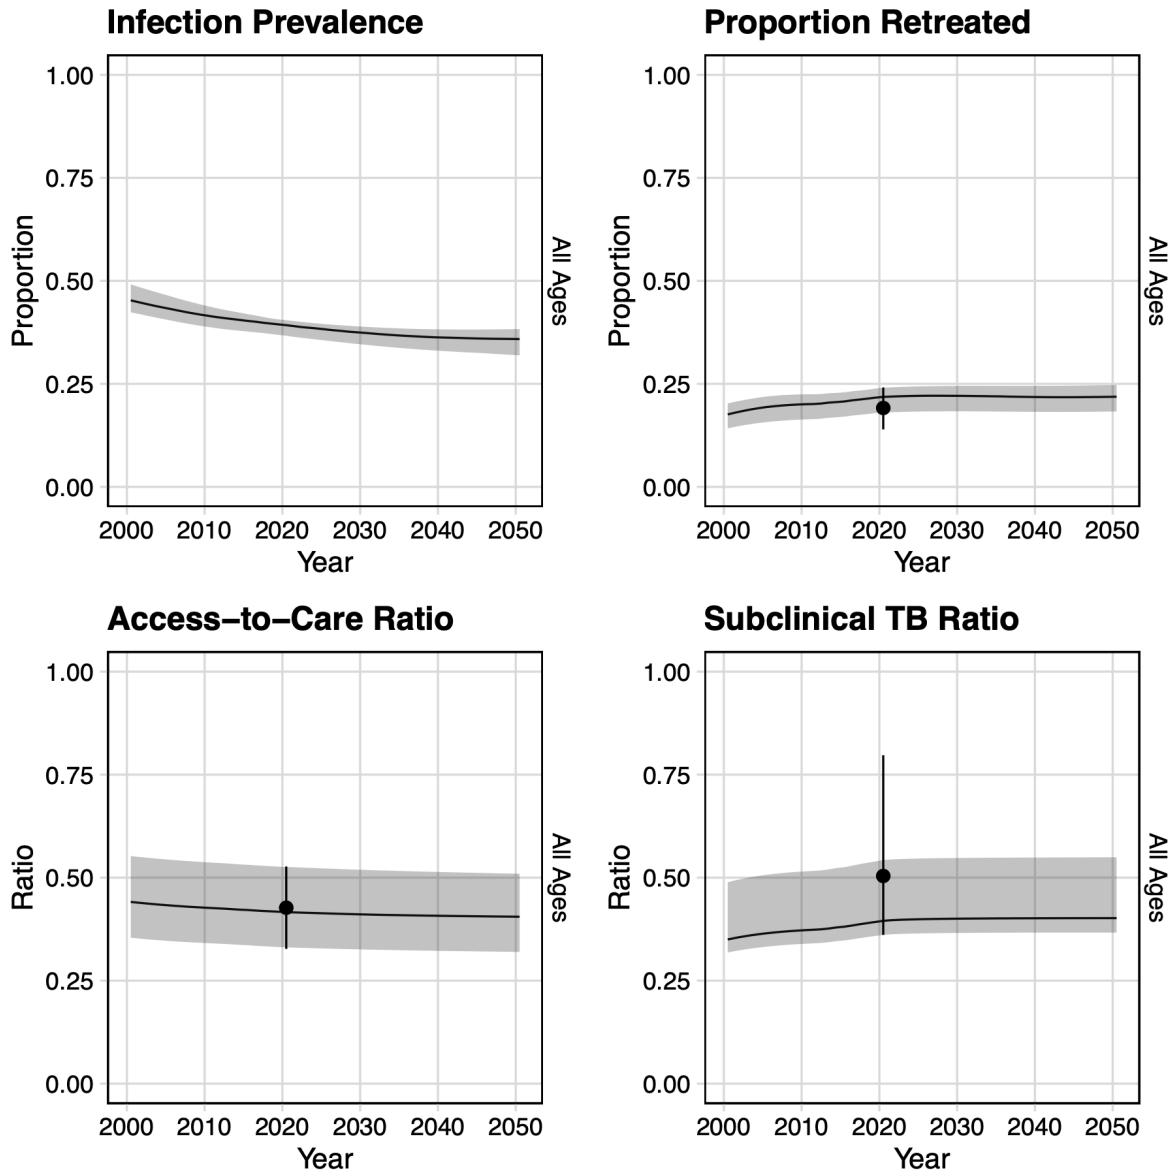 Infection Prevalence
1.00
0.75
0.50
0.25
0.00
Proportion
All Ages
2000 2010 2020 2030 2040 2050
Year
Proportion Retreated
1.00
0.75
0.50
0.25
0.00
Proportion
All Ages
2000 2010 2020 2030 2040 2050
Year
Access−to−Care Ratio
1.00
0.75
0.50
0.25
0.00
Ratio
All Ages
2000 2010 2020 2030 2040 2050
Year
Subclinical TB Ratio
1.00
0.75
0.50
0.25
0.00
Ratio
All Ages
2000 2010 2020 2030 2040 2050
Year